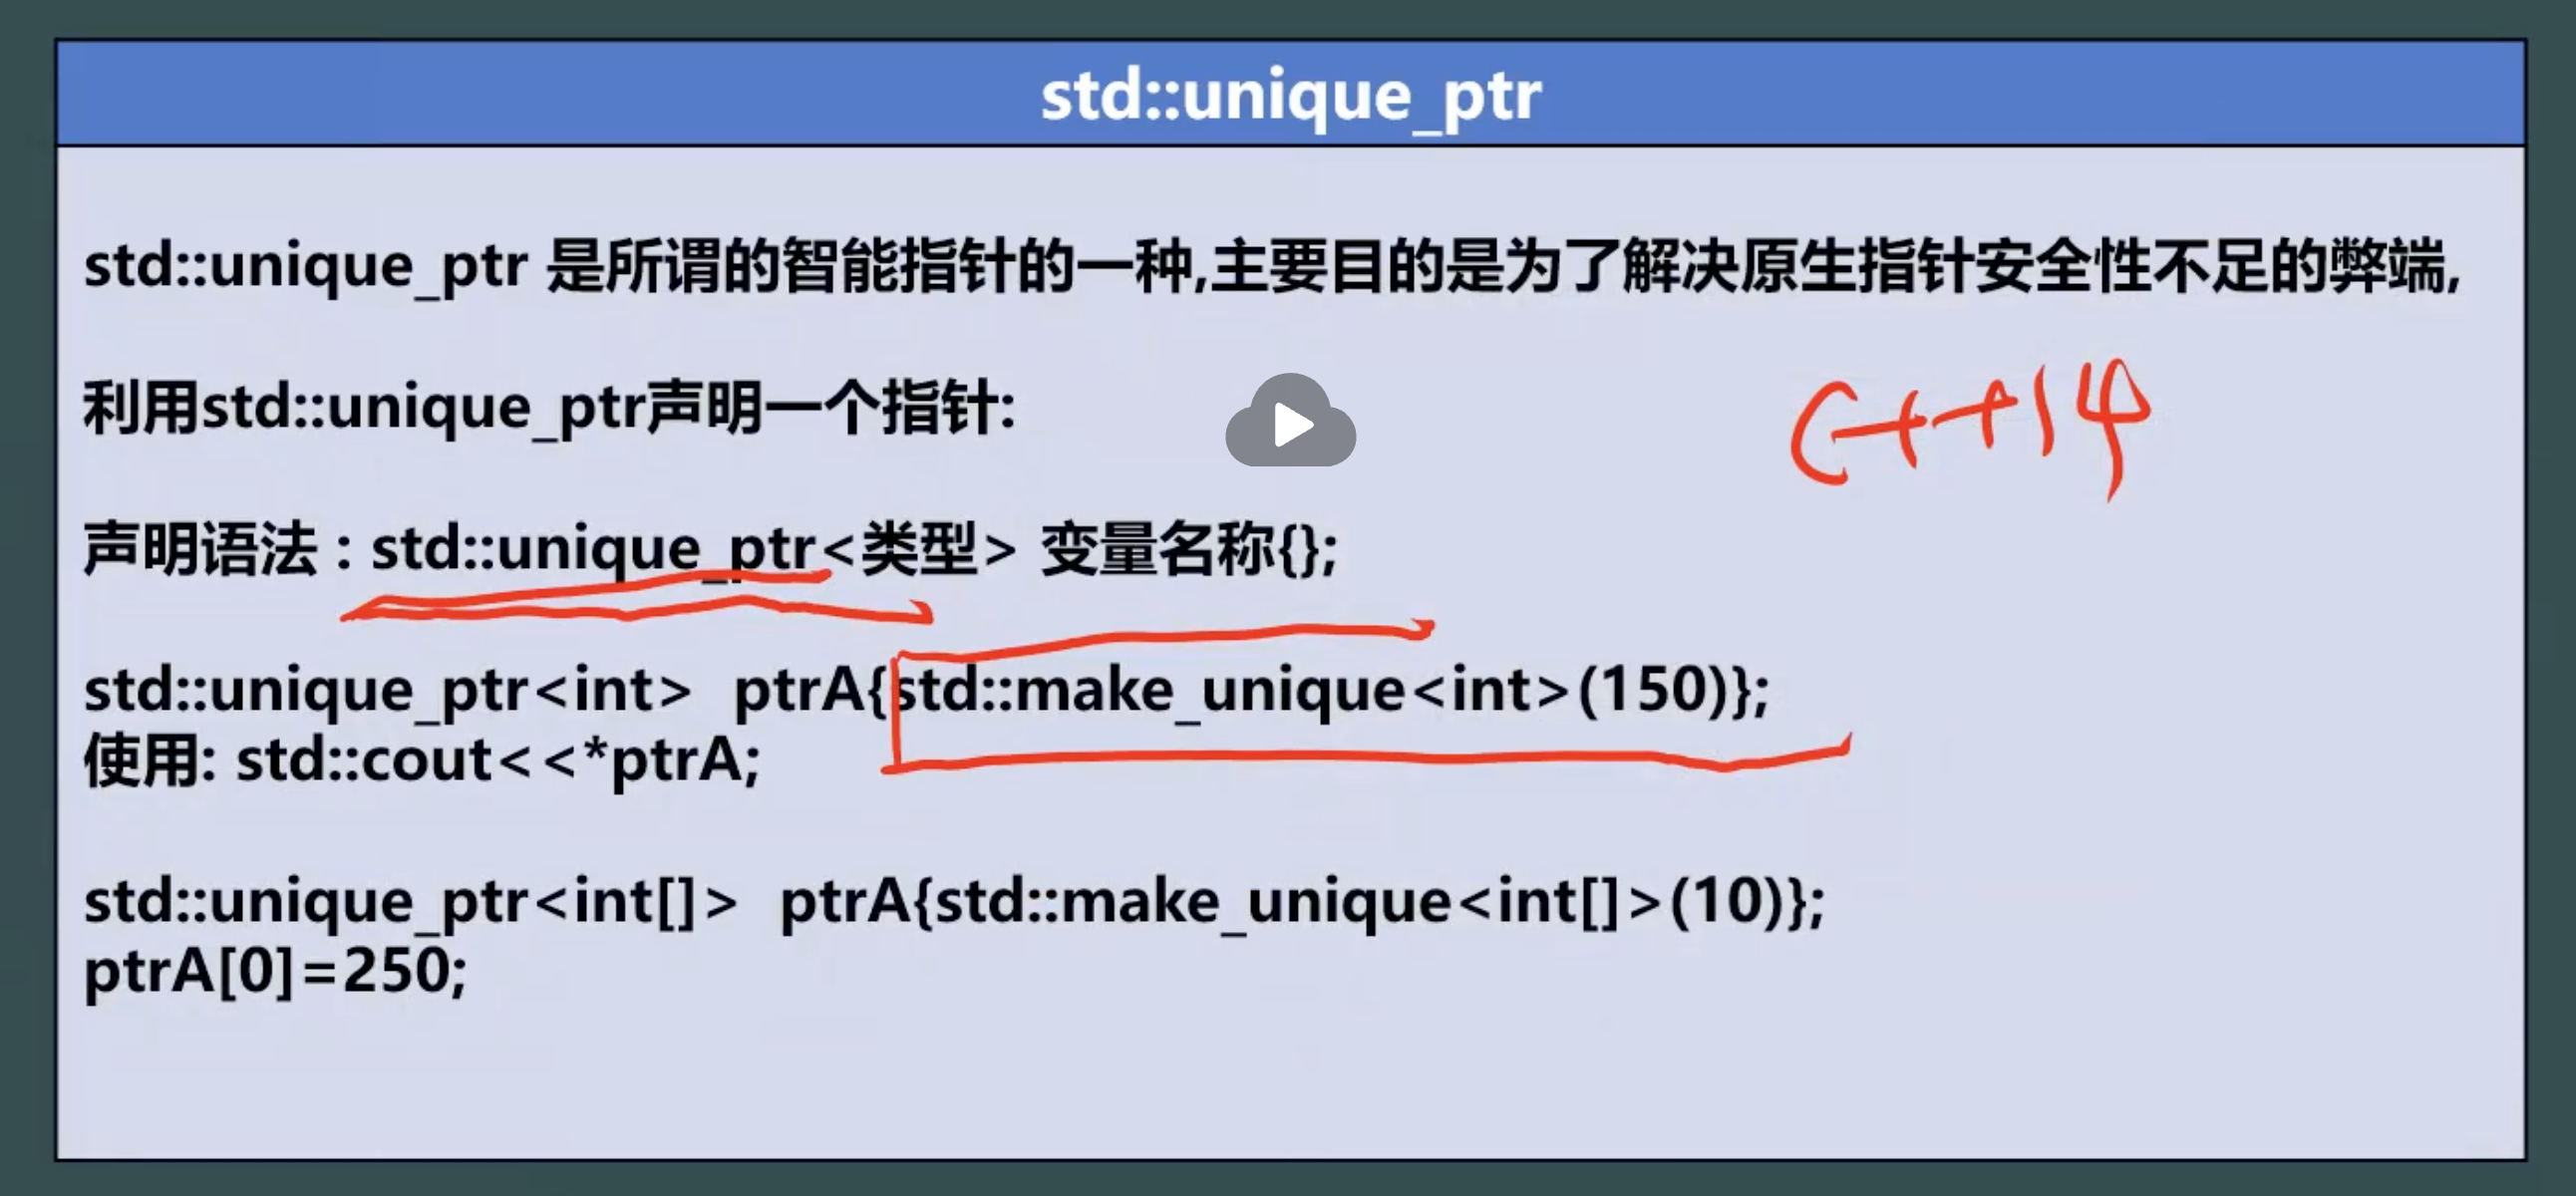 std::unique_ptr
std::unique_ptr 是所谓的智能指针的一种,主要目的是为了解决原生指针安全性不足的弊端,
利用std::unique_ptr声明一个指针:
C++14
声明语法 : std::unique_ptr<类型> 变量名称{};
std::unique_ptr<int> ptrA{std::make_unique<int>(150)};
使用: std::cout<<*ptrA;
std::unique_ptr<int[]> ptrA{std::make_unique<int[]>(10)};
ptrA[0]=250;